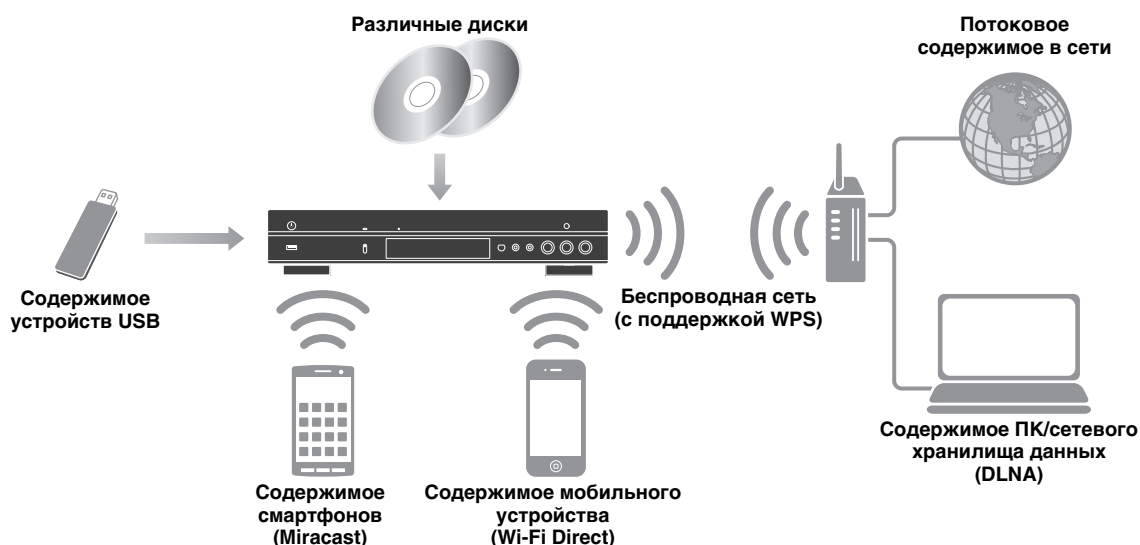 Различные диски
Потоковое
содержимое в сети
Содержимое
устройств USB
Беспроводная сеть
(с поддержкой WPS)
Содержимое ПК/сетевого
хранилища данных
(DLNA)
Содержимое
смартфонов
(Miracast)
Содержимое мобильного
устройства
(Wi-Fi Direct)